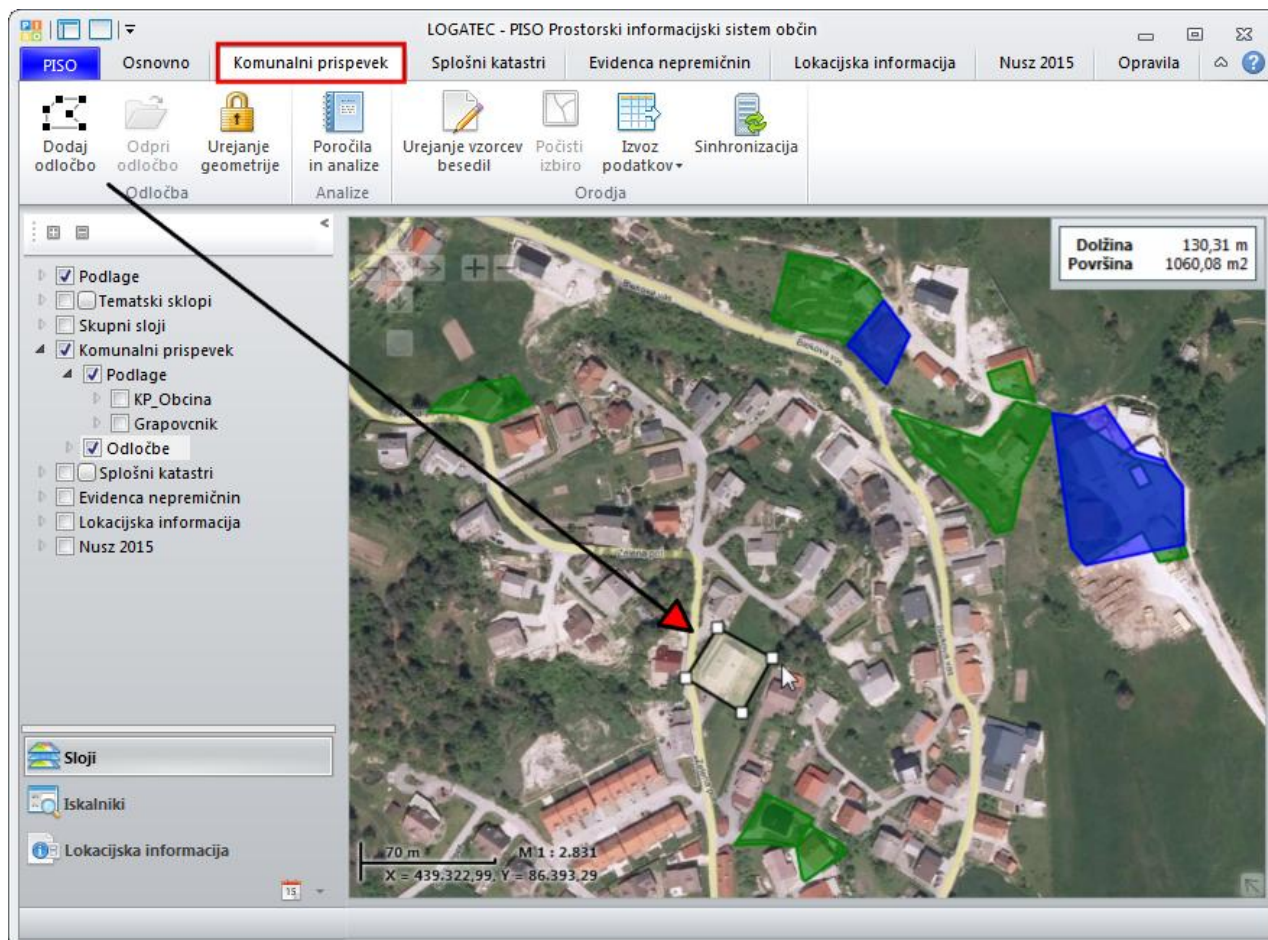 LOGATEC - PISO Prostorski informacijski sistem občin
PISO
Osnovno
Komunalni prispevek
Splošni katastri
Evidenca nepremičnin
Lokacijska informacija
Nusz 2015
Opravila
Dodaj odločbo
Odpri odločbo
Urejanje geometrije
Odločba
Poročila in analize
Analize
Urejanje vzorcev besedil
Počisti izbiro
Izvoz podatkov
Sinhronizacija
Orodja
Podlage
Tematski sklopi
Skupni sloji
Komunalni prispevek
Podlage
KP_Obcina
Grapovcnik
Odločbe
Splošni katastri
Evidenca nepremičnin
Lokacijska informacija
Nusz 2015
Sloji
Iskalniki
Lokacijska informacija
15
Dolžina 130,31 m
Površina 1060,08 m2
Zelena pot
70 m M 1 : 2.831
X = 439.322,99, Y = 86.393,29